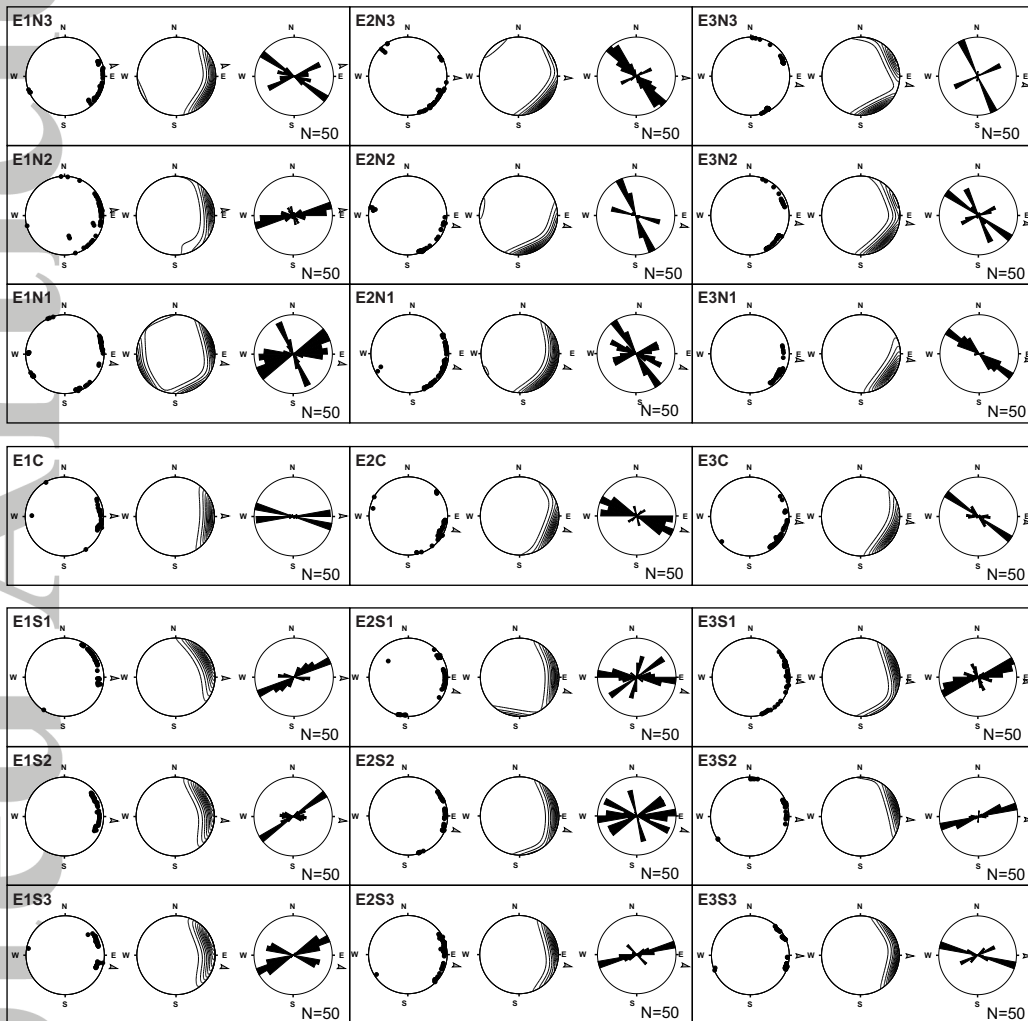 E1N3 E2N3 E3N3
N N N N N N N N N
W E W E W E W E W E W E W E W E W E
S S S S S S S S S
N=50 N=50 N=50
E1N2 E2N2 E3N2
N N N N N N N N N
W E W E W E W E W E W E W E W E W E
S S S S S S S S S
N=50 N=50 N=50
E1N1 E2N1 E3N1
N N N N N N N N N
W E W E W E W E W E W E W E W E W E
S S S S S S S S S
N=50 N=50 N=50
E1C E2C E3C
N N N N N N N N N
W W W W E W E W E W E W E W E
S S S S S S S S S
N=50 N=50 N=50
E1S1 E2S1 E3S1
N N N N N N N N N
W W W W E W E W E W E W E W E
S S S S S S S S S
N=50 N=50 N=50
E1S2 E2S2 E3S2
N N N N N N N N N
W W W W E W E W E W E W E W E
S S S S S S S S S
N=50 N=50 N=50
E1S3 E2S3 E3S3
N N N N N N N N N
W E W E W E W E W E W E W E W E W E
S S S S S S S S S
N=50 N=50 N=50